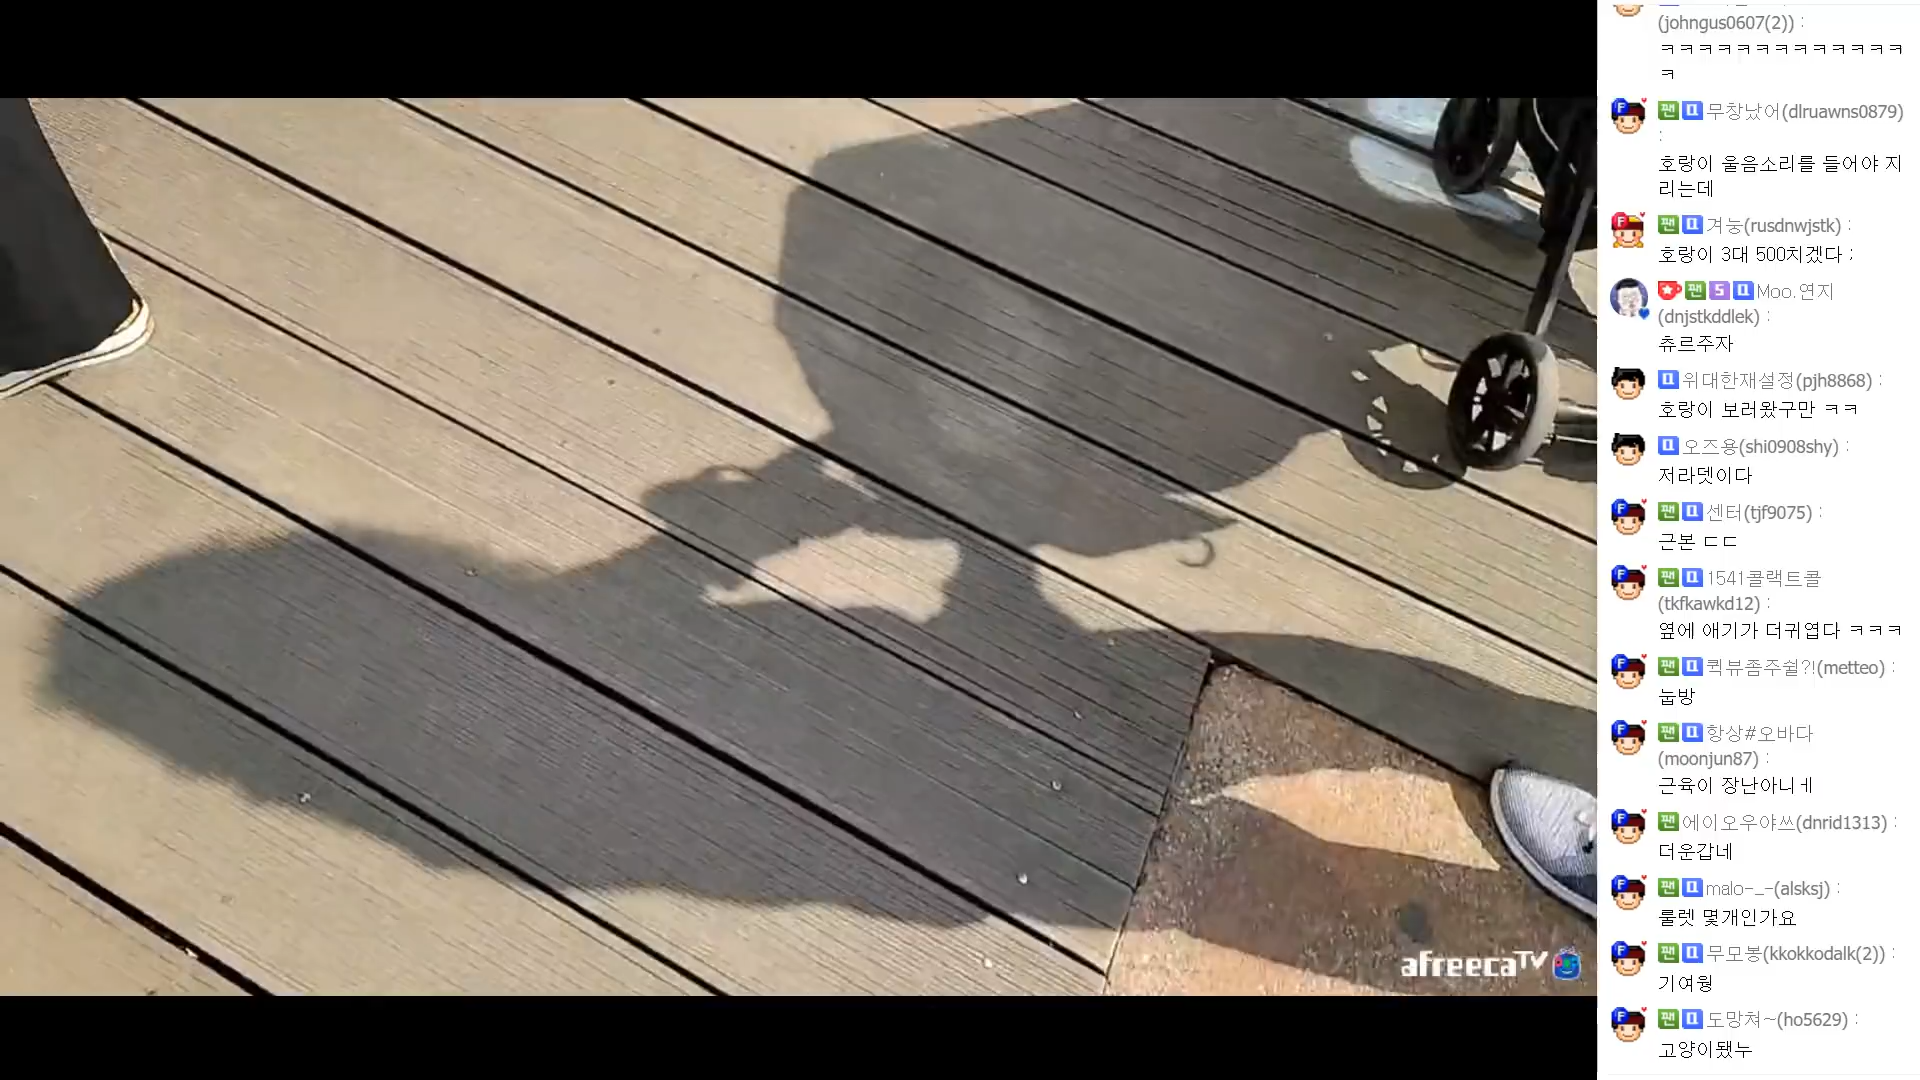 (johngus0607(2)) :
ㅋㅋㅋㅋㅋㅋㅋㅋㅋㅋㅋㅋㅋ
ㅋ
팬 무창났어(dlruawns0879)
:
호랑이 울음소리를 들어야 지
리는데
팬 겨눙(rusdnwjstk) :
호랑이 3대 500치겠다 ;
팬 S Moo.연지
(dnjstkddlek) :
츄르주자
위대한재설정(pjh8868) :
호랑이 보러왔구만 ㅋㅋ
오즈용(shi0908shy) :
저라뎃이다
팬 센터(tjf9075) :
근본 ㄷㄷ
팬 1541콜랙트콜
(tkfkawkd12) :
옆에 애기가 더귀엽다 ㅋㅋㅋ
팬 퀵뷰좀주쉴?!(metteo) :
눕방
팬 항상#오바다
(moonjun87) :
근육이 장난아니ㅔ
팬 에이오우야쓰(dnrid1313) :
더운갑네
팬 malo-_-(alsksj) :
룰렛 몇개인가요
팬 무모봉(kkokkodalk(2)) :
기여웡
팬 도망쳐~(ho5629) :
고양이됐누
afreecaTV